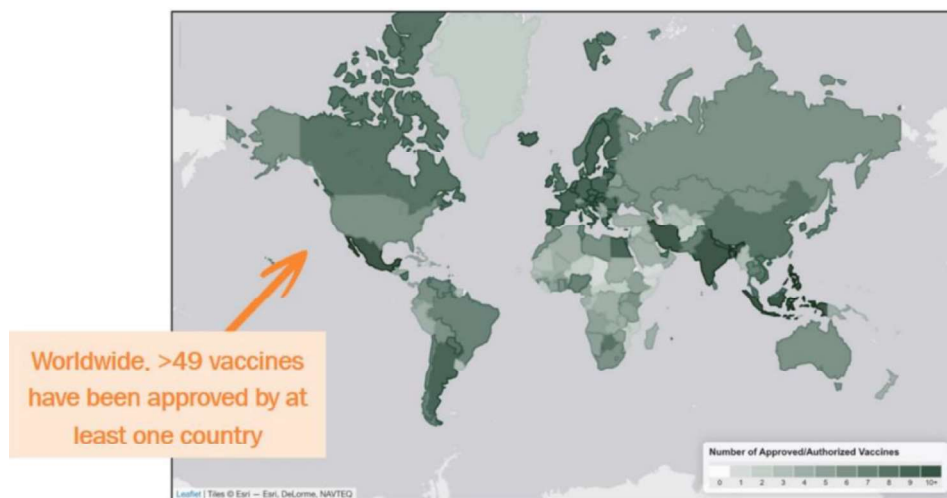 Worldwide. >49 vaccines
have been approved by at
least one country
Number of Approved/Authorized Vaccines
0 1 2 3 4 5 6 7 8 9 10+
Leaflet | Tiles © Esri — Esri, DeLorme, NAVTEQ